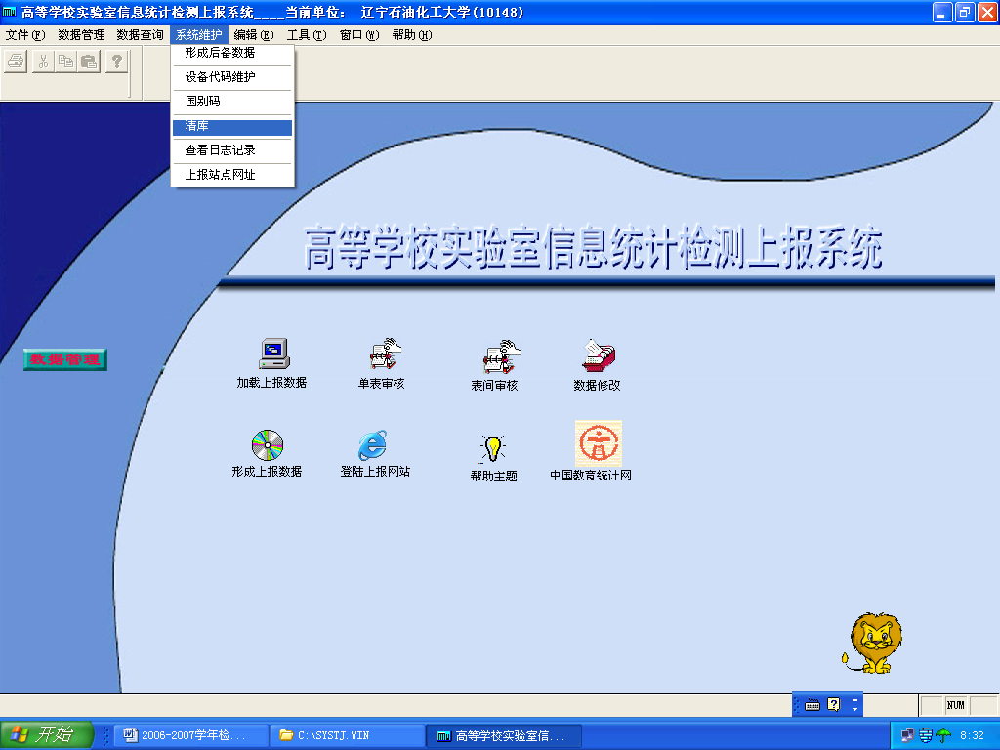 高等学校实验室信息统计检测上报系统____当前单位： 辽宁石油化工大学(10148)
文件(F) 数据管理 数据查询 系统维护 编辑(E) 工具(T) 窗口(W) 帮助(H)
形成后备数据
设备代码维护
国别码
清库
查看日志记录
上报站点网址
高等学校实验室信息统计检测上报系统
数据管理
加载上报数据 单表审核 表间审核 数据修改
形成上报数据 登陆上报网站 帮助主题 中国教育统计网
NUM
开始 2006-2007学年检... C:\SYSTJ.WIN 高等学校实验室信... 8:32